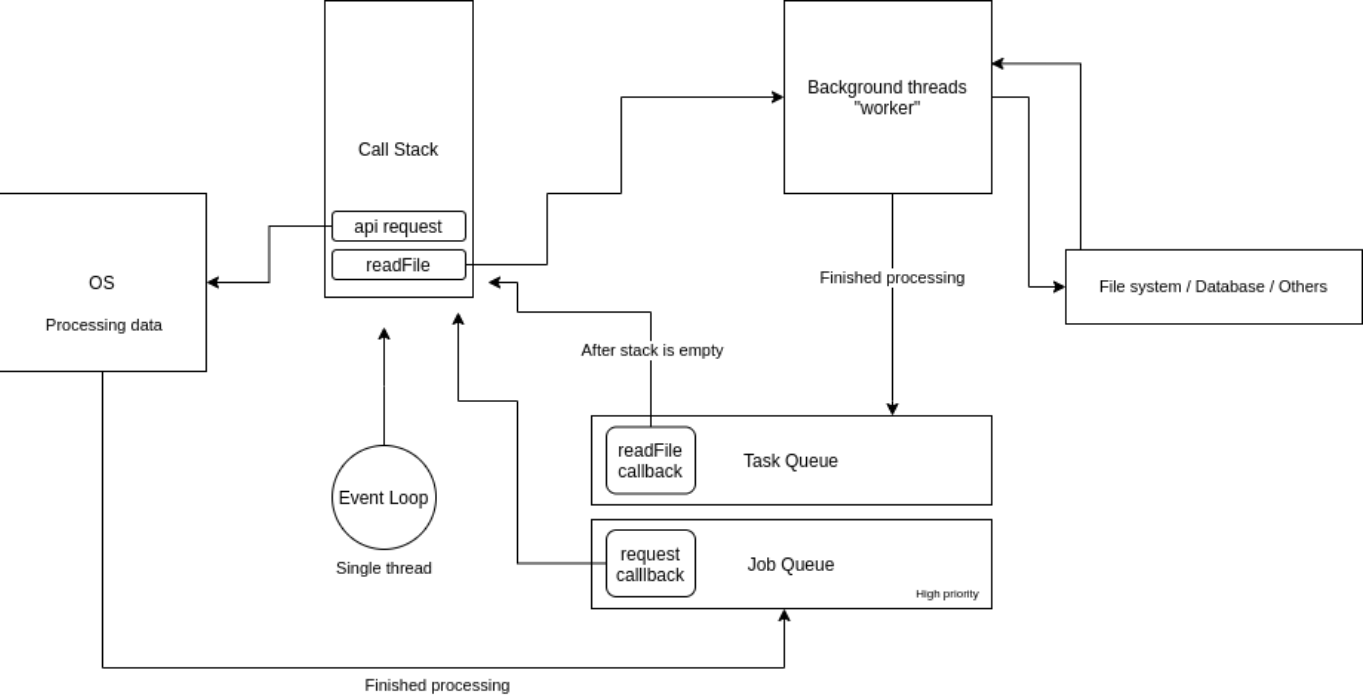 Background threads
"worker"
Call Stack
api request
readFile
OS
Processing data
Finished processing
File system / Database / Others
After stack is empty
readFile
callback
Task Queue
Event Loop
Single thread
request
calllback
Job Queue
High priority
Finished processing